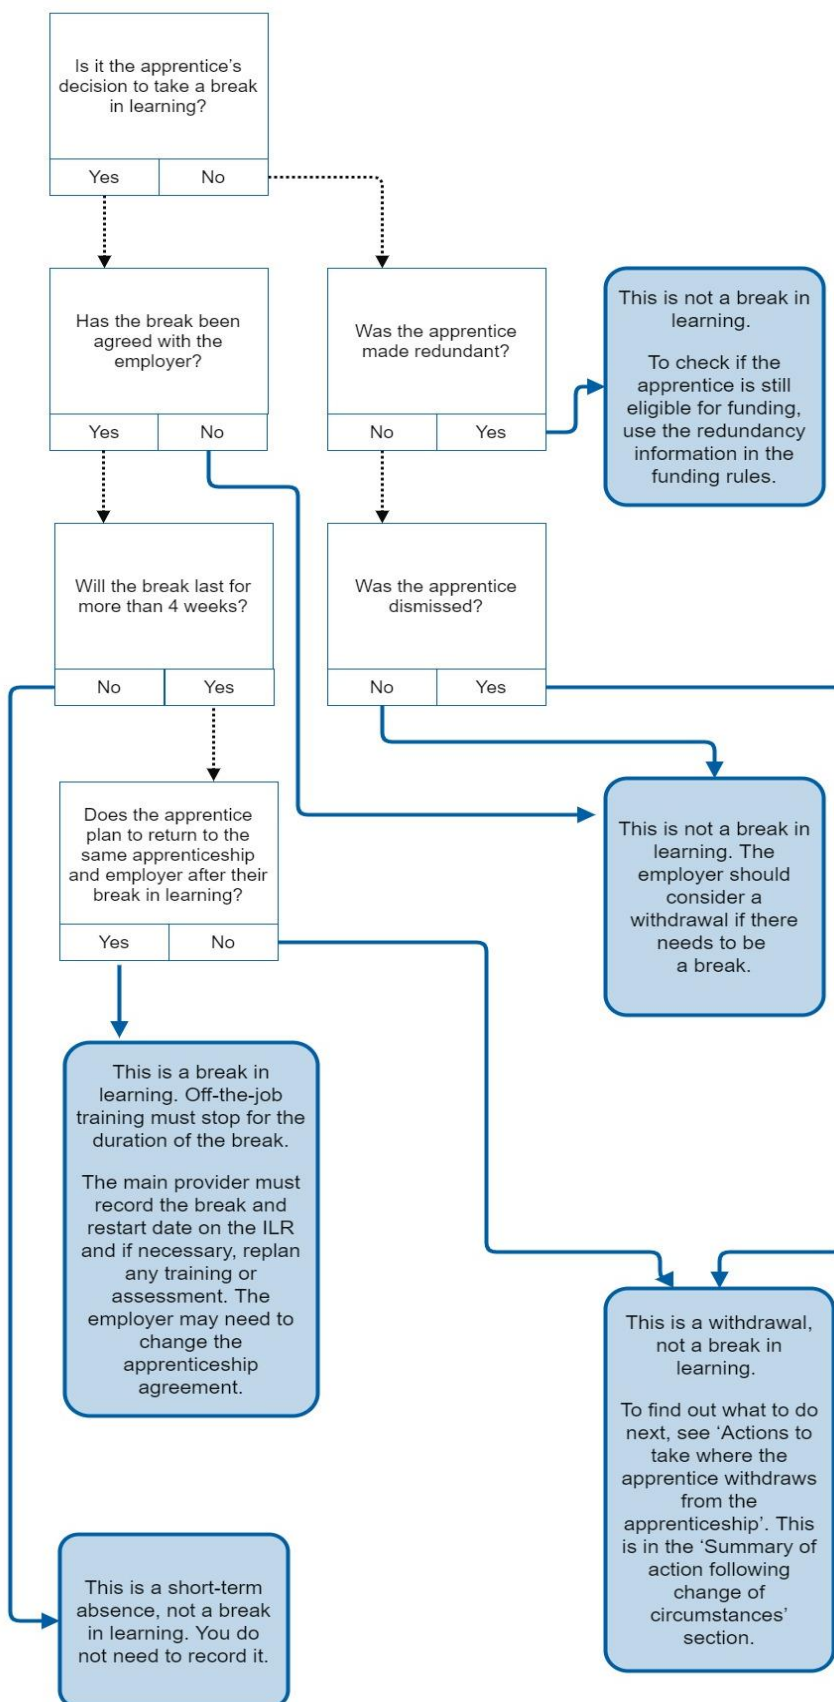 Is it the apprentice's
decision to take a break
in learning?
Yes
No
Has the break been
agreed with the
employer?
Yes
No
Was the apprentice
made redundant?
No
Yes
This is not a break in
learning.
To check if the
apprentice is still
eligible for funding,
use the redundancy
information in the
funding rules.
Will the break last for
more than 4 weeks?
No
Yes
Was the apprentice
dismissed?
No
Yes
Does the apprentice
plan to return to the
same apprenticeship
and employer after their
break in learning?
Yes
No
This is not a break in
learning. The
employer should
consider a
withdrawal if there
needs to be
a break.
This is a break in
learning. Off-the-job
training must stop for the
duration of the break.
The main provider must
record the break and
restart date on the ILR
and if necessary, replan
any training or
assessment. The
employer may need to
change the
apprenticeship
agreement.
This is a withdrawal,
not a break in
learning.
To find out what to do
next, see ‘Actions to
take where the
apprentice withdraws
from the
apprenticeship’. This
is in the ‘Summary of
action following
change of
circumstances’
section.
This is a short-term
absence, not a break
in learning. You do
not need to record it.